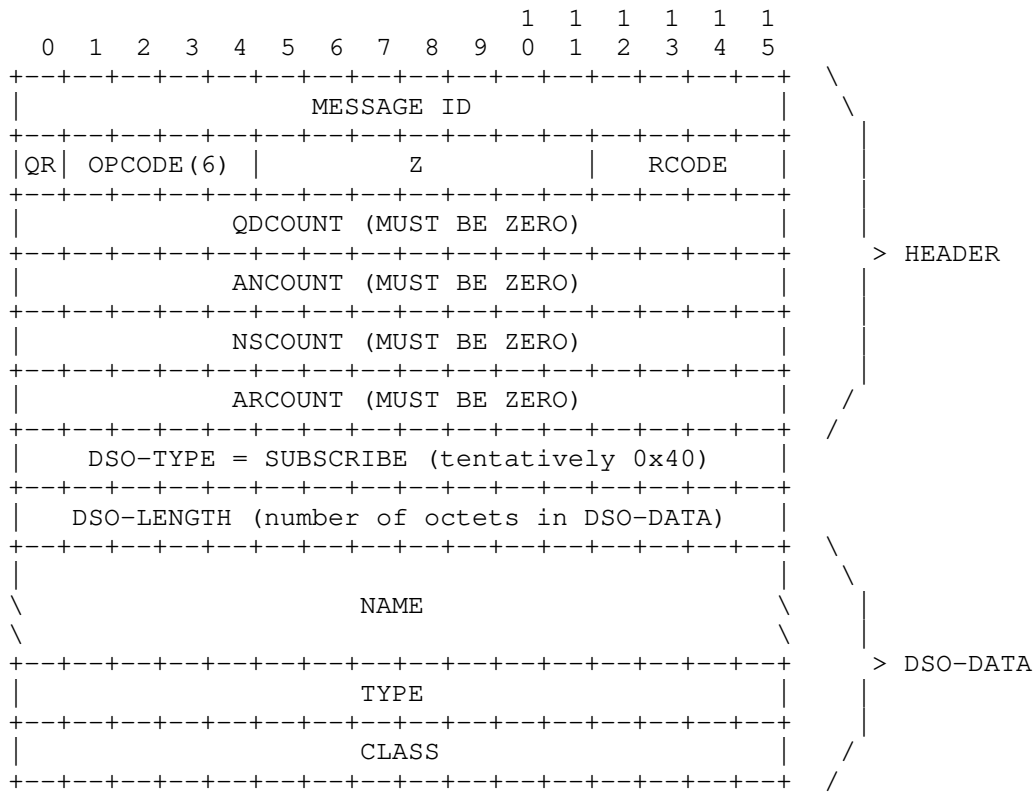 1  1  1  1  1  1
  0  1  2  3  4  5  6  7  8  9  0  1  2  3  4  5
+--+--+--+--+--+--+--+--+--+--+--+--+--+--+--+--+  \
|                  MESSAGE ID                   |   \
+--+--+--+--+--+--+--+--+--+--+--+--+--+--+--+--+    |
|QR| OPCODE(6) |         Z          |   RCODE   |    |
+--+--+--+--+--+--+--+--+--+--+--+--+--+--+--+--+    |
|             QDCOUNT (MUST BE ZERO)            |    |
+--+--+--+--+--+--+--+--+--+--+--+--+--+--+--+--+     > HEADER
|             ANCOUNT (MUST BE ZERO)            |    |
+--+--+--+--+--+--+--+--+--+--+--+--+--+--+--+--+    |
|             NSCOUNT (MUST BE ZERO)            |    |
+--+--+--+--+--+--+--+--+--+--+--+--+--+--+--+--+    |
|             ARCOUNT (MUST BE ZERO)            |   /
+--+--+--+--+--+--+--+--+--+--+--+--+--+--+--+--+  /
|    DSO-TYPE = SUBSCRIBE (tentatively 0x40)    |
+--+--+--+--+--+--+--+--+--+--+--+--+--+--+--+--+
|   DSO-LENGTH (number of octets in DSO-DATA)   |
+--+--+--+--+--+--+--+--+--+--+--+--+--+--+--+--+  \
|                                               |   \
\                     NAME                      \    |
\                                               \    |
+--+--+--+--+--+--+--+--+--+--+--+--+--+--+--+--+     > DSO-DATA
|                     TYPE                      |    |
+--+--+--+--+--+--+--+--+--+--+--+--+--+--+--+--+    |
|                     CLASS                     |   /
+--+--+--+--+--+--+--+--+--+--+--+--+--+--+--+--+  /